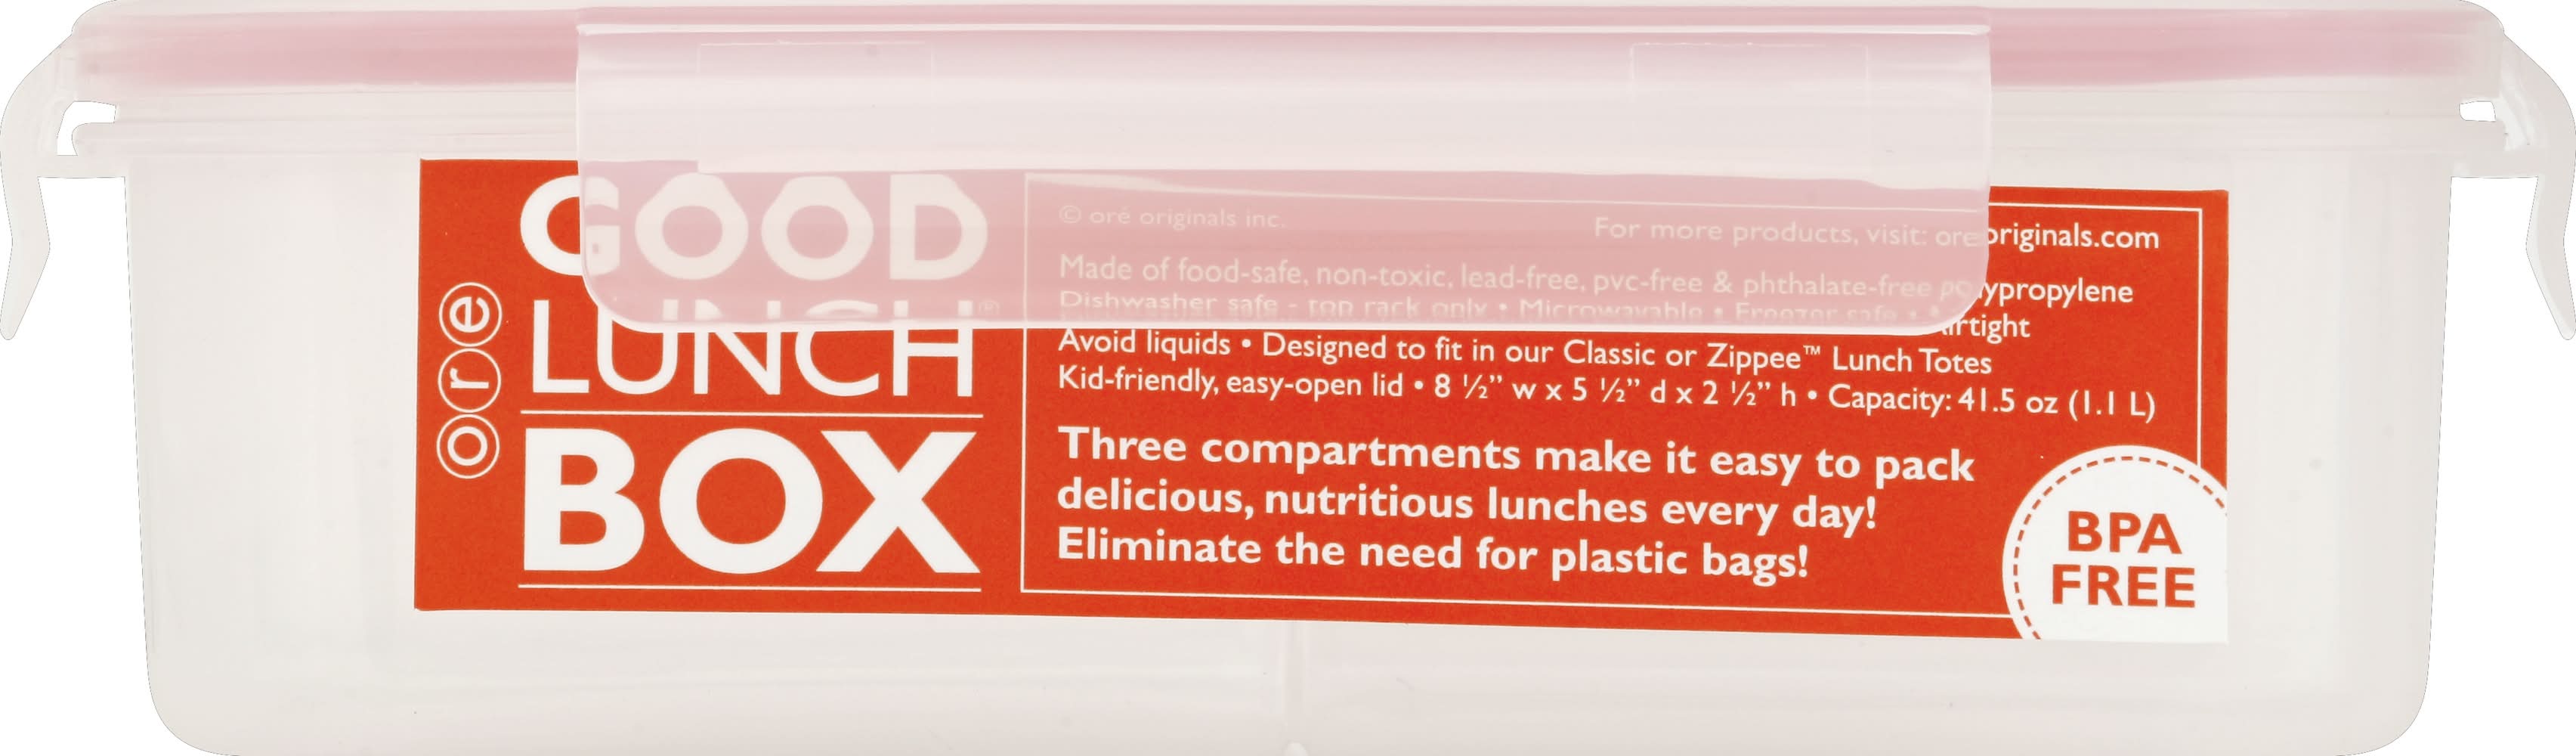 ore
GOOD
LUNCH®
BOX
© oré originals inc.
For more products, visit: oreoriginals.com
Made of food-safe, non-toxic, lead-free, pvc-free & phthalate-free polypropylene
Dishwasher safe - top rack only • Microwavable • Freezer safe • Airtight
Avoid liquids • Designed to fit in our Classic or Zippee™ Lunch Totes
Kid-friendly, easy-open lid • 8 ½” w x 5 ½” d x 2 ½” h • Capacity: 41.5 oz (1.1 L)
Three compartments make it easy to pack
delicious, nutritious lunches every day!
Eliminate the need for plastic bags!
BPA
FREE